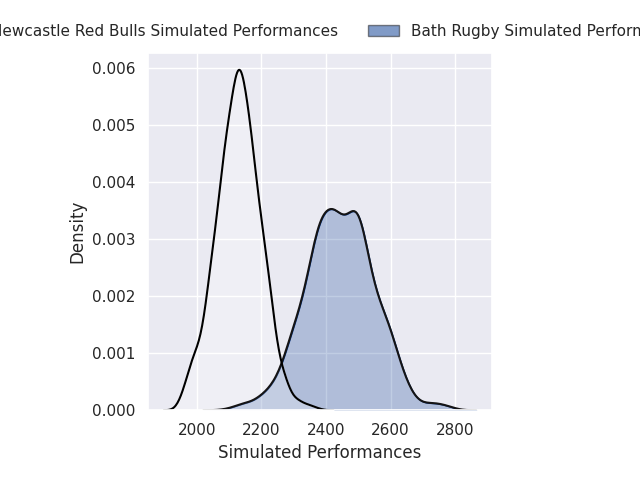 Newcastle Red Bulls Simulated Performances
Bath Rugby Simulated
0.006
0.005
0.004
0.003
0.002
0.001
0.000
Density
2000 2200 2400 2600 2800
Simulated Performances